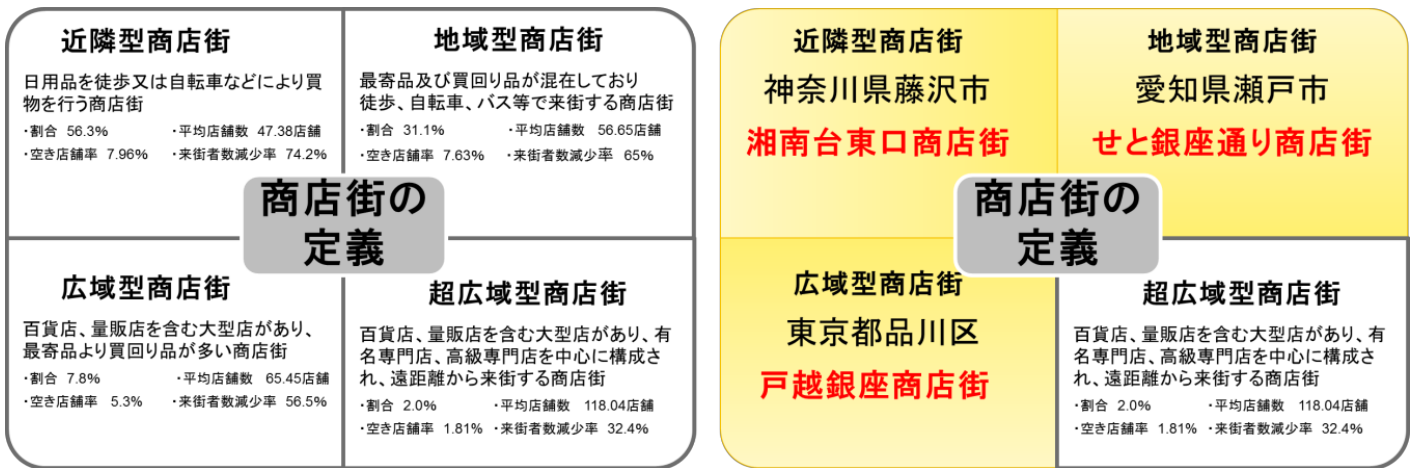 近隣型商店街
日用品を徒歩又は自転車などにより買
物を行う商店街
・割合 56.3% ・平均店舗数 47.38店舗
・空き店舗率 7.96% ・来街者数減少率 74.2%
地域型商店街
最寄品及び買回り品が混在しており
徒歩、自転車、バス等で来街する商店街
・割合 31.1% ・平均店舗数 56.65店舗
・空き店舗率 7.63% ・来街者数減少率 65%
商店街の
定義
広域型商店街
百貨店、量販店を含む大型店があり、
最寄品より買回り品が多い商店街
・割合 7.8% ・平均店舗数 65.45店舗
・空き店舗率 5.3% ・来街者数減少率 56.5%
超広域型商店街
百貨店、量販店を含む大型店があり、有
名専門店、高級専門店を中心に構成さ
れ、遠距離から来街する商店街
・割合 2.0% ・平均店舗数 118.04店舗
・空き店舗率 1.81% ・来街者数減少率 32.4%
近隣型商店街
神奈川県藤沢市
湘南台東口商店街
地域型商店街
愛知県瀬戸市
せと銀座通り商店街
商店街の
定義
広域型商店街
東京都品川区
戸越銀座商店街
超広域型商店街
百貨店、量販店を含む大型店があり、有
名専門店、高級専門店を中心に構成さ
れ、遠距離から来街する商店街
・割合 2.0% ・平均店舗数 118.04店舗
・空き店舗率 1.81% ・来街者数減少率 32.4%